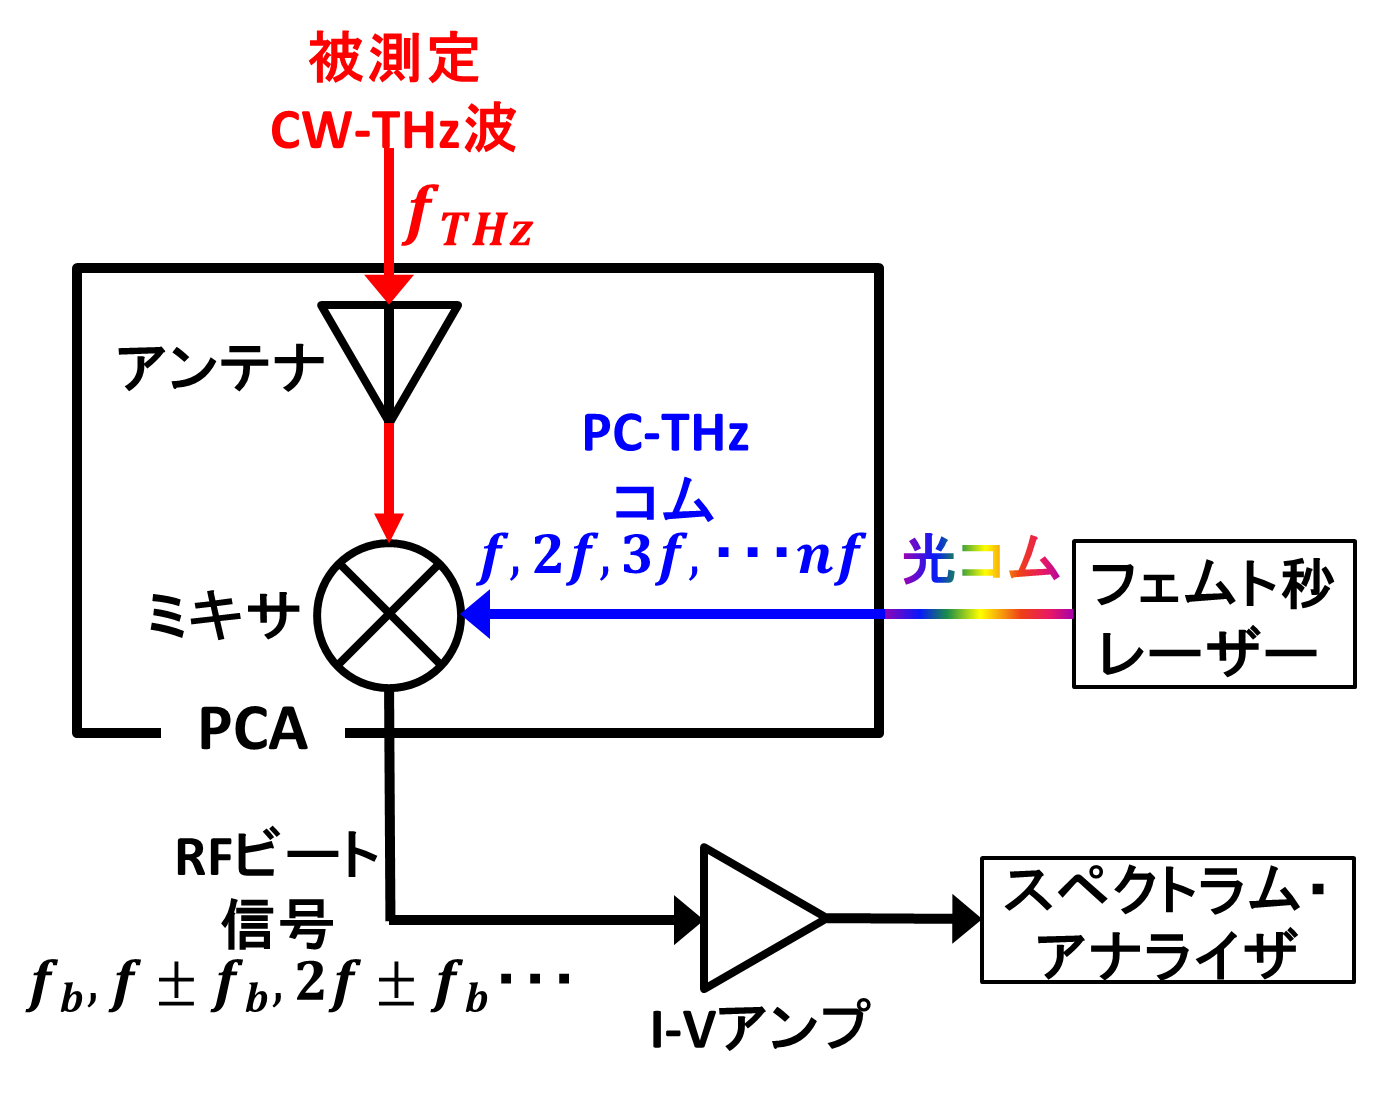 被測定
CW-THz波
f_THz
アンテナ
PC-THz
コム
f, 2f, 3f, ･･･nf
光コム
フェムト秒
レーザー
ミキサ
PCA
RFビート
信号
f_b, f ± f_b, 2f ± f_b ･･･
I-Vアンプ
スペクトラム・
アナライザ